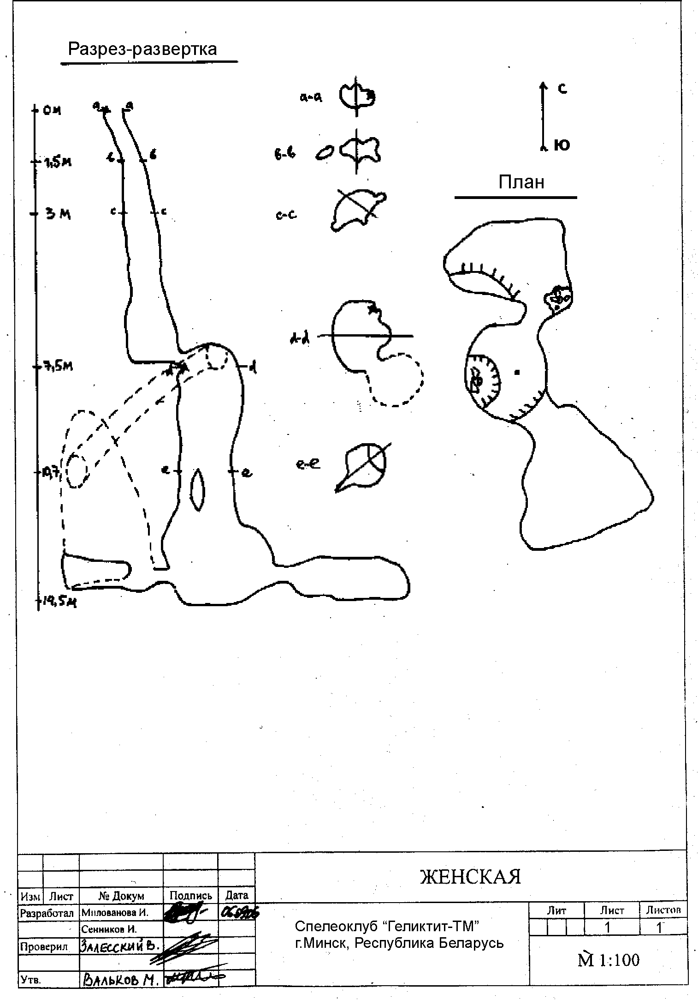 Разрез-развертка
a a
0м
в в
1,5м
c c
3 м
7,5м
d d
10,7
e e
14,5м
a-a
в-в
c-c
d-d
e-e
С
Ю
План
ЖЕНСКАЯ
Изм Лист № Докум Подпись Дата
Разработал Милованова И.
Сенников И.
Проверил ЗАЛЕССКИЙ В.
Утв. ВАЛЬКОВ М.
Спелеоклуб “Геликтит-ТМ”
г.Минск, Республика Беларусь
Лит Лист Листов
1 1
М 1:100